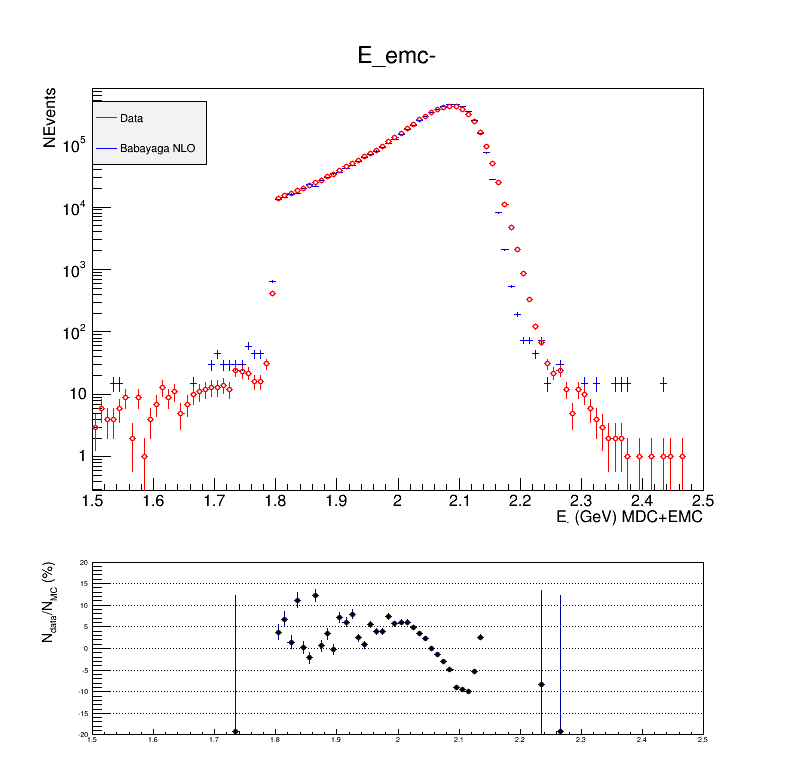 E_emc-
NEvents
Data
Babayaga NLO
10^5
10^4
10^3
10^2
10
1
1.5 1.6 1.7 1.8 1.9 2 2.1 2.2 2.3 2.4 2.5
E_- (GeV) MDC+EMC
N_data/N_MC (%)
20
15
10
5
0
-5
-10
-15
-20
1.5 1.6 1.7 1.8 1.9 2 2.1 2.2 2.3 2.4 2.5